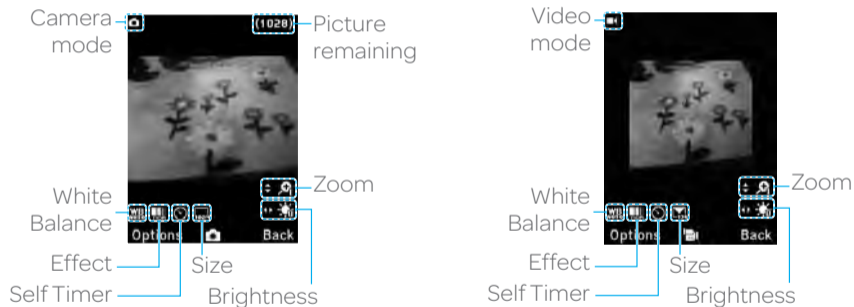 Camera
mode
(1028)
Picture
remaining
White
Balance
Zoom
Options
Back
Effect
Size
Self Timer
Brightness
Video
mode
White
Balance
Zoom
Options
Back
Effect
Size
Self Timer
Brightness